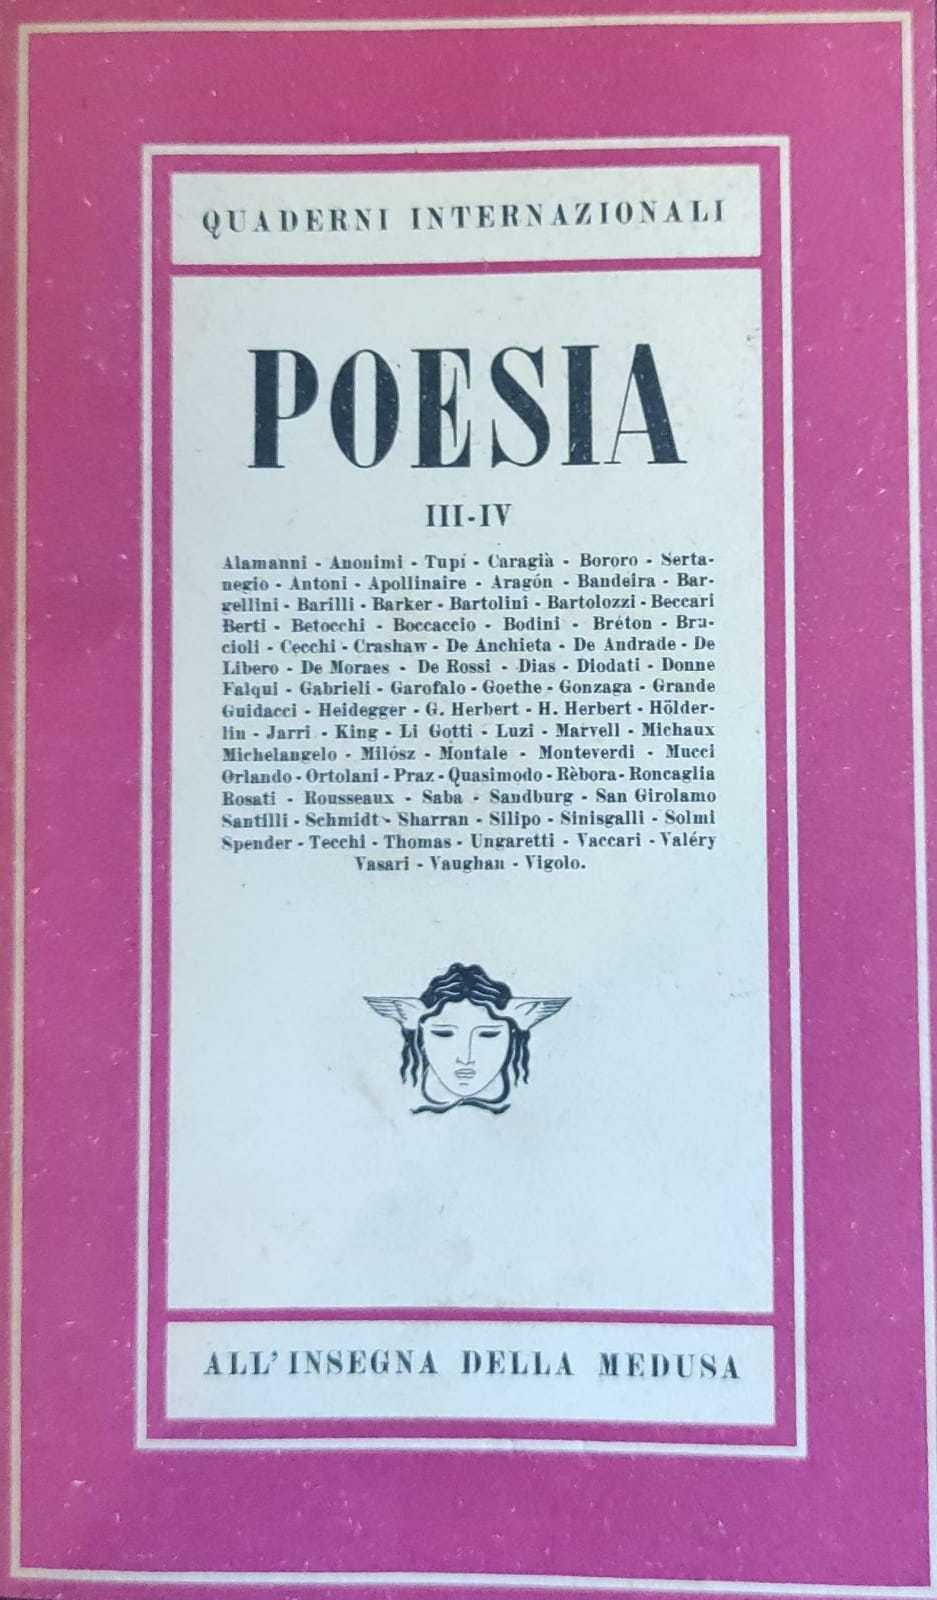 QUADERNI INTERNAZIONALI
POESIA
III-IV
Alamanni - Anonimi - Tupí - Caragià - Bororo - Serta-
negio - Antoni - Apollinaire - Aragón - Bandeira - Bar-
gellini - Barilli - Barker - Bartolini - Bartolozzi - Beccari
Berti - Betocchi - Boccaccio - Bodini - Bréton - Bra-
cioli - Cecchi - Crashaw - De Anchieta - De Andrade - De
Libero - De Moraes - De Rossi - Dias - Diodati - Donne
Falqui - Gabrieli - Garofalo - Goethe - Gonzaga - Grande
Guidacci - Heidegger - G. Herbert - H. Herbert - Hölder-
lin - Jarri - King - Li Gotti - Luzi - Marvell - Michaux
Michelangelo - Milósz - Montale - Monteverdi - Mucci
Orlando - Ortolani - Praz - Quasimodo - Rèbora - Roncaglia
Rosati - Rousseaux - Saba - Sandburg - San Girolamo
Santilli - Schmidt - Sharran - Silipo - Sinisgalli - Solmi
Spender - Tecchi - Thomas - Ungaretti - Vaccari - Valéry
Vasari - Vaughan - Vigolo.
ALL'INSEGNA DELLA MEDUSA